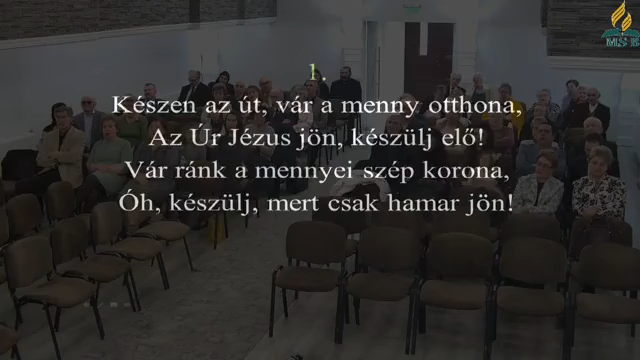 1.
Készen az út, vár a menny otthona,
Az Úr Jézus jön, készülj elő!
Vár ránk a mennyei szép korona,
Óh, készülj, mert csak hamar jön!